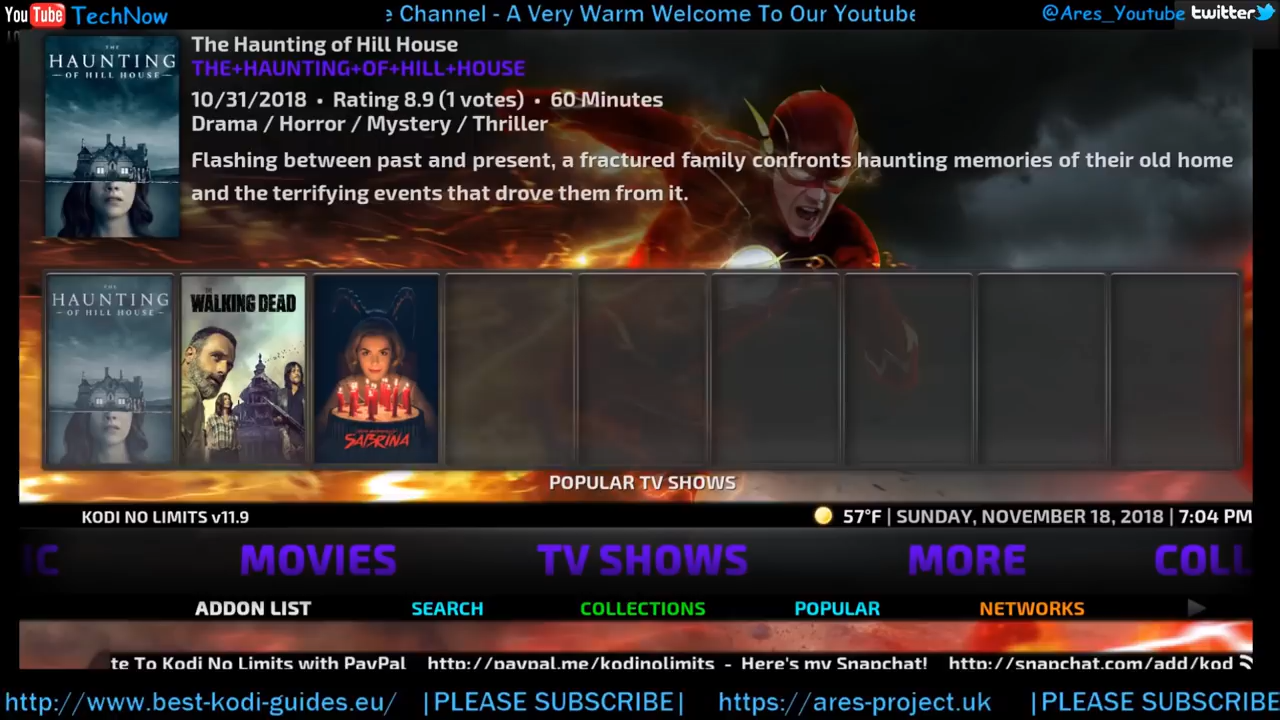 YouTube TechNow
e Channel - A Very Warm Welcome To Our Youtube
@Ares_Youtube twitter
THE HAUNTING OF HILL HOUSE
The Haunting of Hill House
THE+HAUNTING+OF+HILL+HOUSE
10/31/2018 • Rating 8.9 (1 votes) • 60 Minutes
Drama / Horror / Mystery / Thriller
Flashing between past and present, a fractured family confronts haunting memories of their old home
and the terrifying events that drove them from it.
THE HAUNTING OF HILL HOUSE
THE WALKING DEAD
SABRINA
POPULAR TV SHOWS
KODI NO LIMITS v11.9
57°F | SUNDAY, NOVEMBER 18, 2018 | 7:04 PM
IC MOVIES TV SHOWS MORE COLL
ADDON LIST SEARCH COLLECTIONS POPULAR NETWORKS
te To Kodi No Limits with PayPal http://paypal.me/kodinolimits - Here's my Snapchat! http://snapchat.com/add/kod
http://www.best-kodi-guides.eu/ |PLEASE SUBSCRIBE| https://ares-project.uk |PLEASE SUBSCRIBE